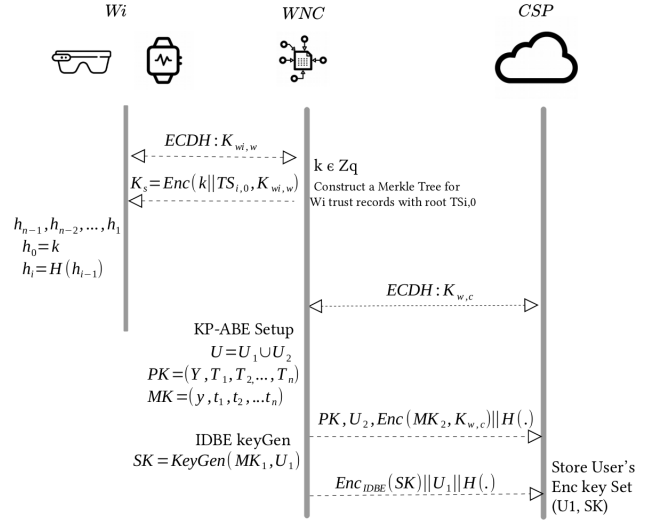 Wi WNC CSP
ECDH : K_{wi,w}
k ϵ Zq
K_s=Enc(k||TS_{i,0},K_{wi,w})
Construct a Merkle Tree for
Wi trust records with root TSi,0
h_{n−1},h_{n−2},...,h_1
h_0=k
h_i=H(h_{i−1})
ECDH : K_{w,c}
KP-ABE Setup
U=U_1∪U_2
PK=(Y,T_1,T_2,...,T_n)
MK=(y,t_1,t_2,...t_n)
PK,U_2,Enc(MK_2,K_{w,c})||H(.)
IDBE keyGen
SK=KeyGen(MK_1,U_1)
Enc_{IDBE}(SK)||U_1||H(.)
Store User's
Enc key Set
(U1, SK)